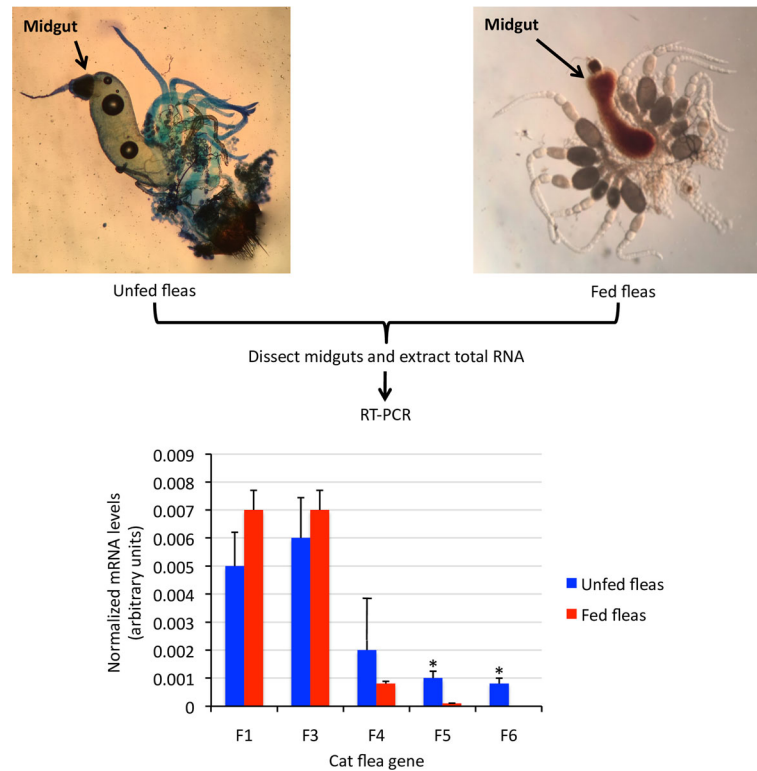 Midgut
Midgut
Unfed fleas
Fed fleas
Dissect midguts and extract total RNA
RT-PCR
Normalized mRNA levels
(arbitrary units)
0.009
0.008
0.007
0.006
0.005
0.004
0.003
0.002
0.001
0
* *
F1 F3 F4 F5 F6
Cat flea gene
Unfed fleas
Fed fleas